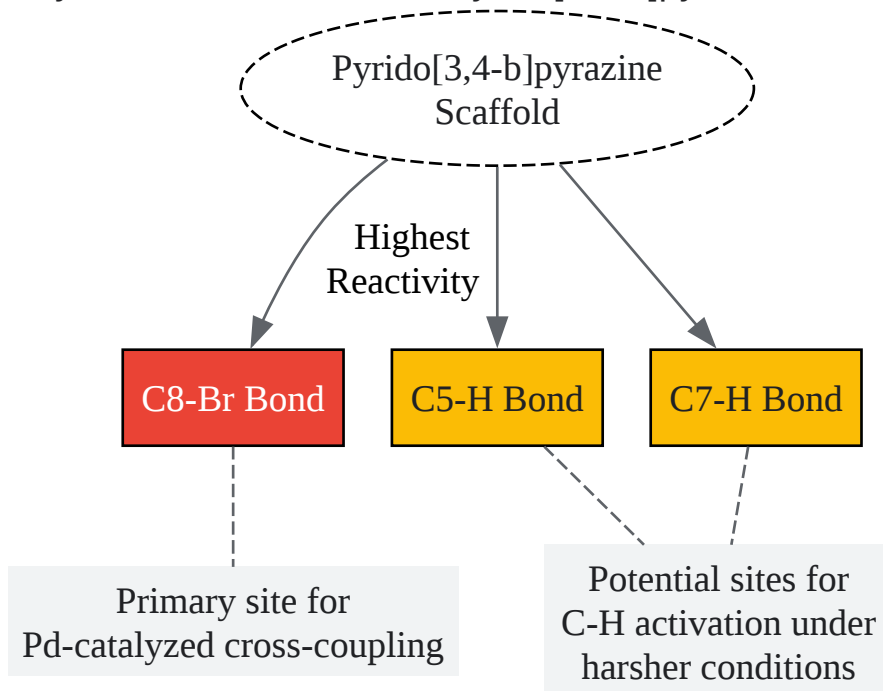 Pyrido[3,4-b]pyrazine
Scaffold
Highest
Reactivity
C8-Br Bond
C5-H Bond
C7-H Bond
Primary site for
Pd-catalyzed cross-coupling
Potential sites for
C-H activation under
harsher conditions